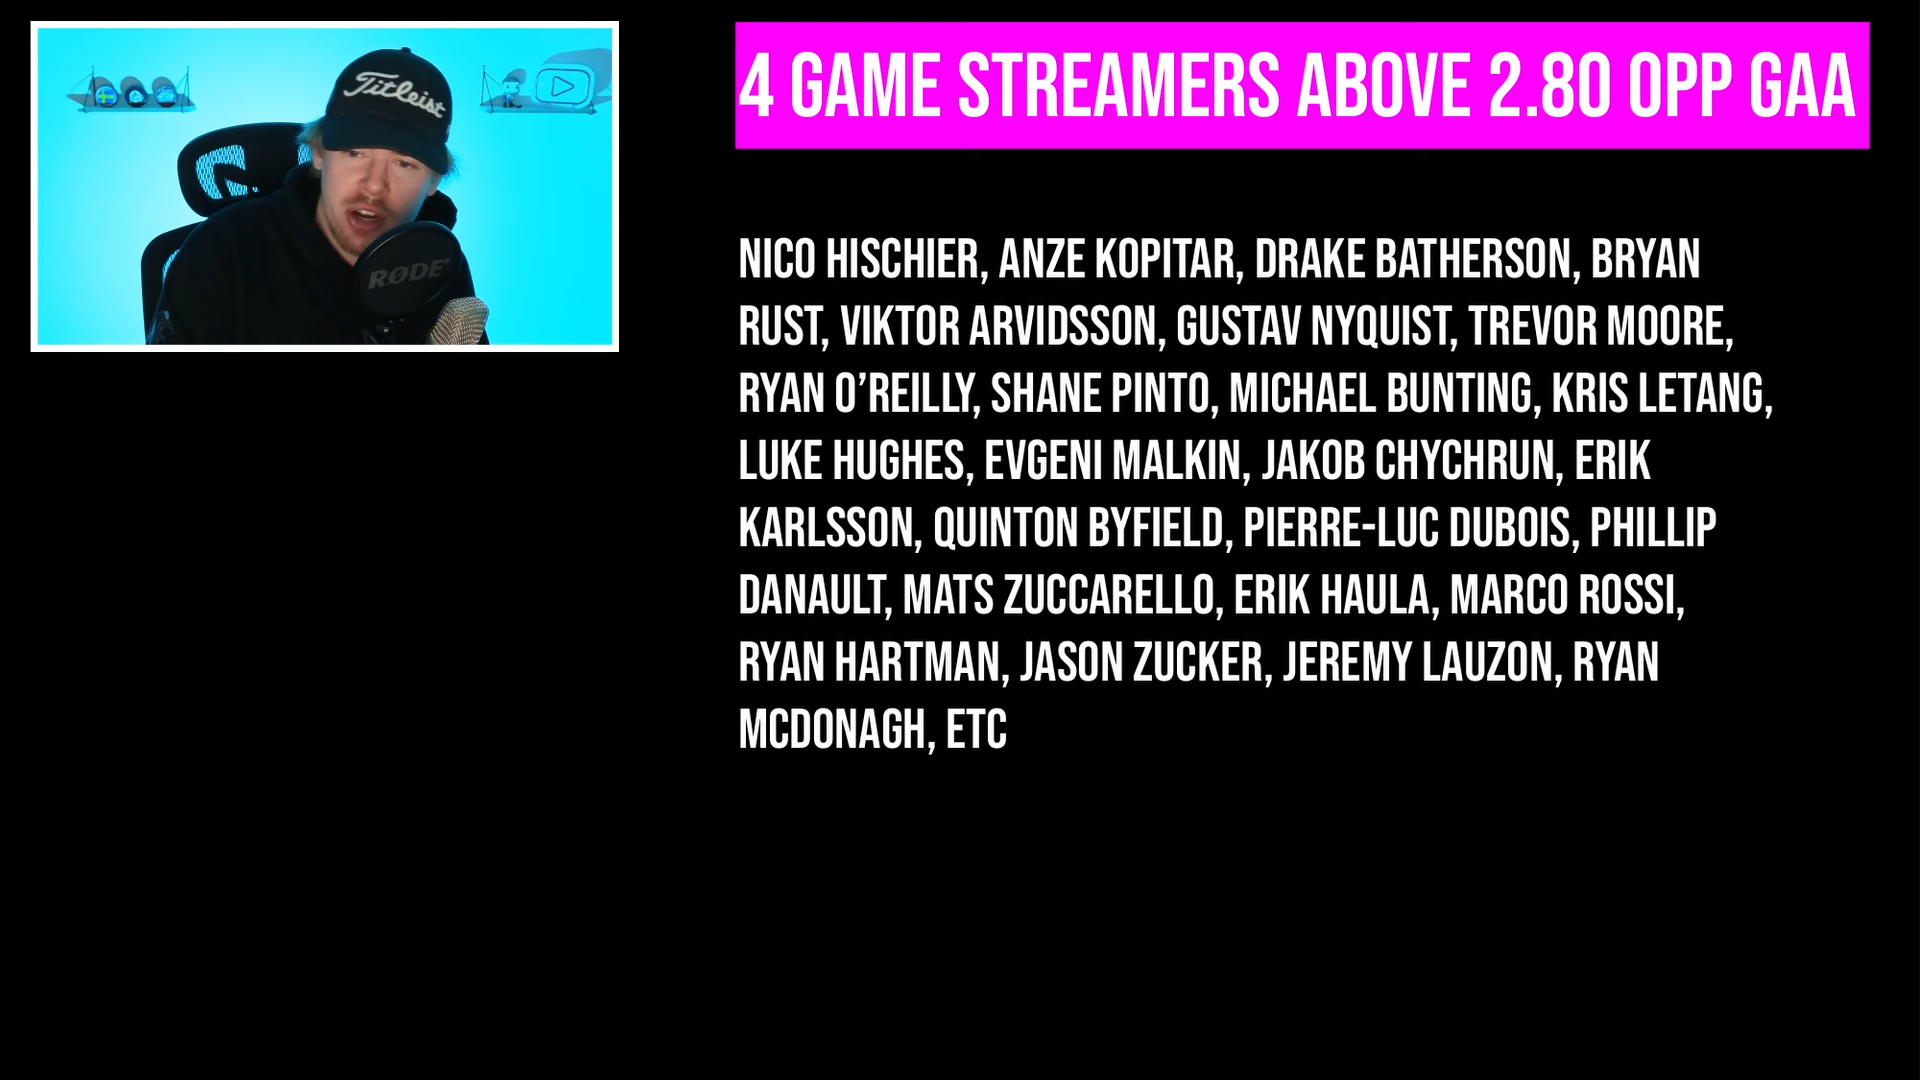 Titleist
RØDE
4 GAME STREAMERS ABOVE 2.80 OPP GAA
NICO HISCHIER, ANZE KOPITAR, DRAKE BATHERSON, BRYAN
RUST, VIKTOR ARVIDSSON, GUSTAV NYQUIST, TREVOR MOORE,
RYAN O’REILLY, SHANE PINTO, MICHAEL BUNTING, KRIS LETANG,
LUKE HUGHES, EVGENI MALKIN, JAKOB CHYCHRUN, ERIK
KARLSSON, QUINTON BYFIELD, PIERRE-LUC DUBOIS, PHILLIP
DANAULT, MATS ZUCCARELLO, ERIK HAULA, MARCO ROSSI,
RYAN HARTMAN, JASON ZUCKER, JEREMY LAUZON, RYAN
MCDONAGH, ETC